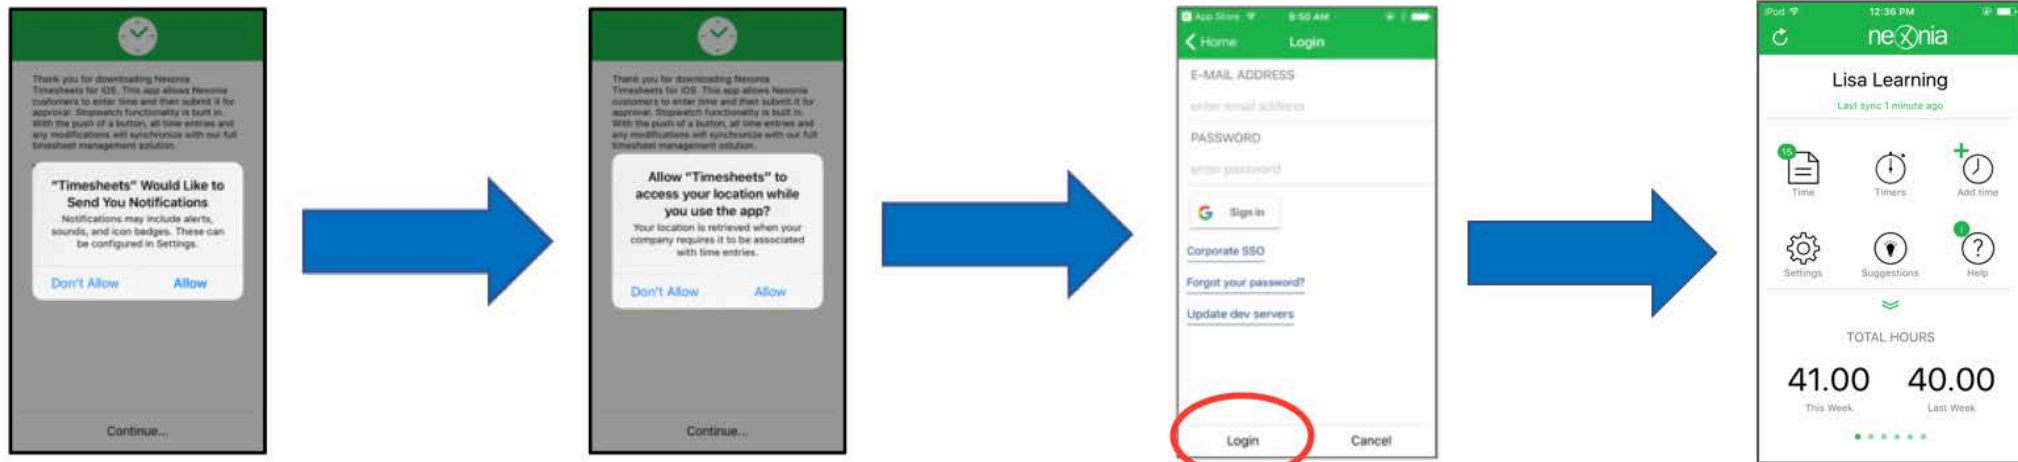 Thank you for downloading Nexonia
Timesheets for iOS. This app allows Nexonia
customers to enter time and then submit it for
approval. Stopwatch functionality is built in.
With the push of a button, all time entries and
any modifications will synchronize with our full
timesheet management solution.
"Timesheets" Would Like to
Send You Notifications
Notifications may include alerts,
sounds, and icon badges. These can
be configured in Settings.
Don't Allow Allow
Continue...
Thank you for downloading Nexonia
Timesheets for iOS. This app allows Nexonia
customers to enter time and then submit it for
approval. Stopwatch functionality is built in.
With the push of a button, all time entries and
any modifications will synchronize with our full
timesheet management solution.
Allow "Timesheets" to
access your location while
you use the app?
Your location is retrieved when your
company requires it to be associated
with time entries.
Don't Allow Allow
Continue...
App Store 9:50 AM
Home Login
E-MAIL ADDRESS
enter email address
PASSWORD
enter password
G Sign in
Corporate SSO
Forgot your password?
Update dev servers
Login Cancel
iPod 12:36 PM
nexonia
Lisa Learning
Last sync 1 minute ago
15
Time Timers Add time
1
Settings Suggestions Help
TOTAL HOURS
41.00 40.00
This Week Last Week